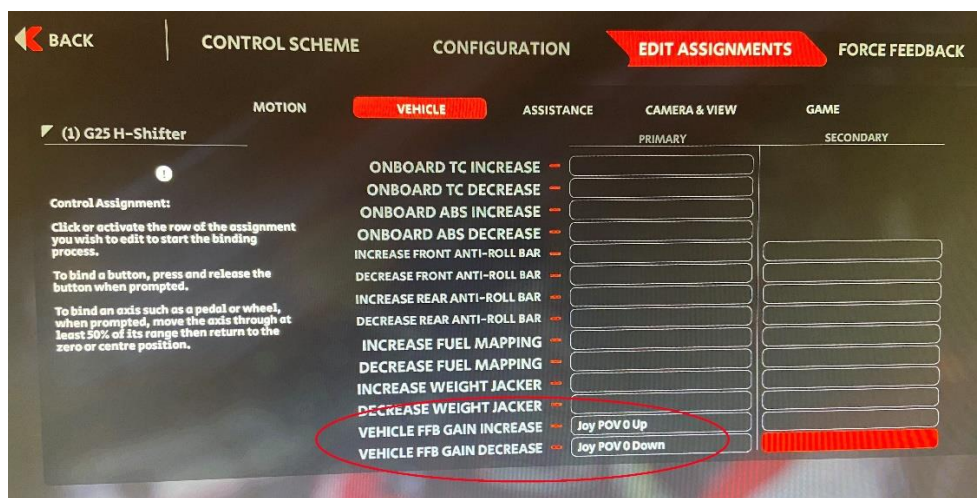 BACK
CONTROL SCHEME
CONFIGURATION
EDIT ASSIGNMENTS
FORCE FEEDBACK
MOTION
VEHICLE
ASSISTANCE
CAMERA & VIEW
GAME
(1) G25 H-Shifter
PRIMARY
SECONDARY
!
Control Assignment:
Click or activate the row of the assignment
you wish to edit to start the binding
process.
To bind a button, press and release the
button when prompted.
To bind an axis such as a pedal or wheel,
when prompted, move the axis through at
least 50% of its range then return to the
zero or centre position.
ONBOARD TC INCREASE
ONBOARD TC DECREASE
ONBOARD ABS INCREASE
ONBOARD ABS DECREASE
INCREASE FRONT ANTI-ROLL BAR
DECREASE FRONT ANTI-ROLL BAR
INCREASE REAR ANTI-ROLL BAR
DECREASE REAR ANTI-ROLL BAR
INCREASE FUEL MAPPING
DECREASE FUEL MAPPING
INCREASE WEIGHT JACKER
DECREASE WEIGHT JACKER
VEHICLE FFB GAIN INCREASE Joy POV 0 Up
VEHICLE FFB GAIN DECREASE Joy POV 0 Down